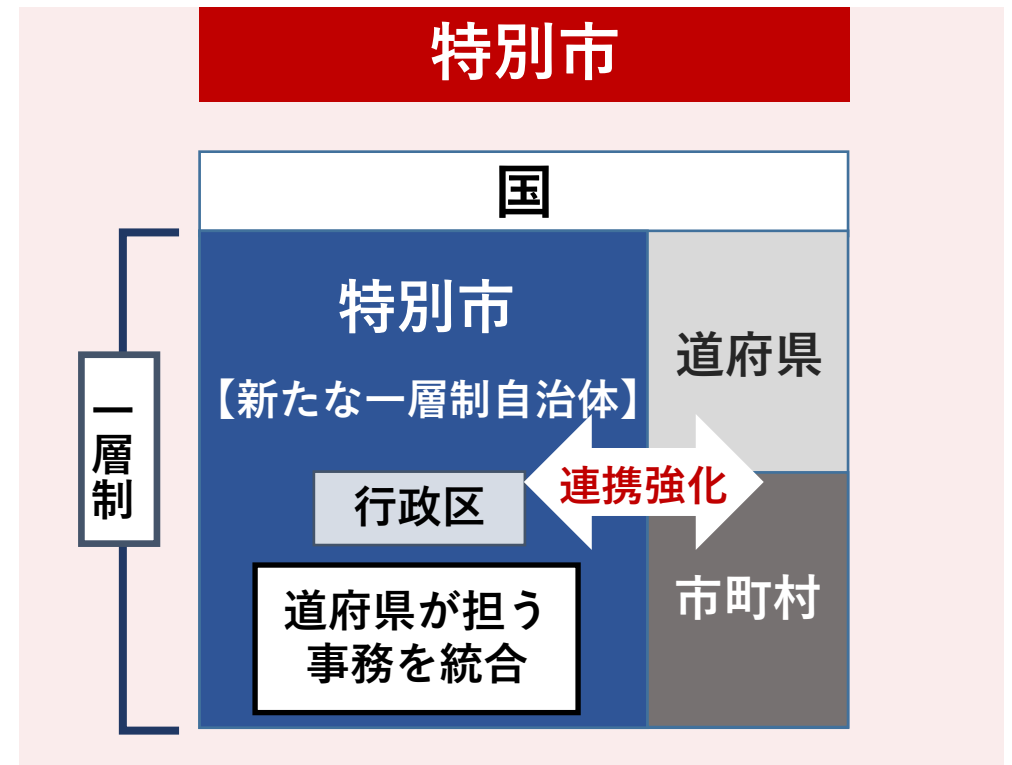 特別市
国
特別市
【新たな一層制自治体】
道府県
一層制
連携強化
行政区
市町村
道府県が担う
事務を統合